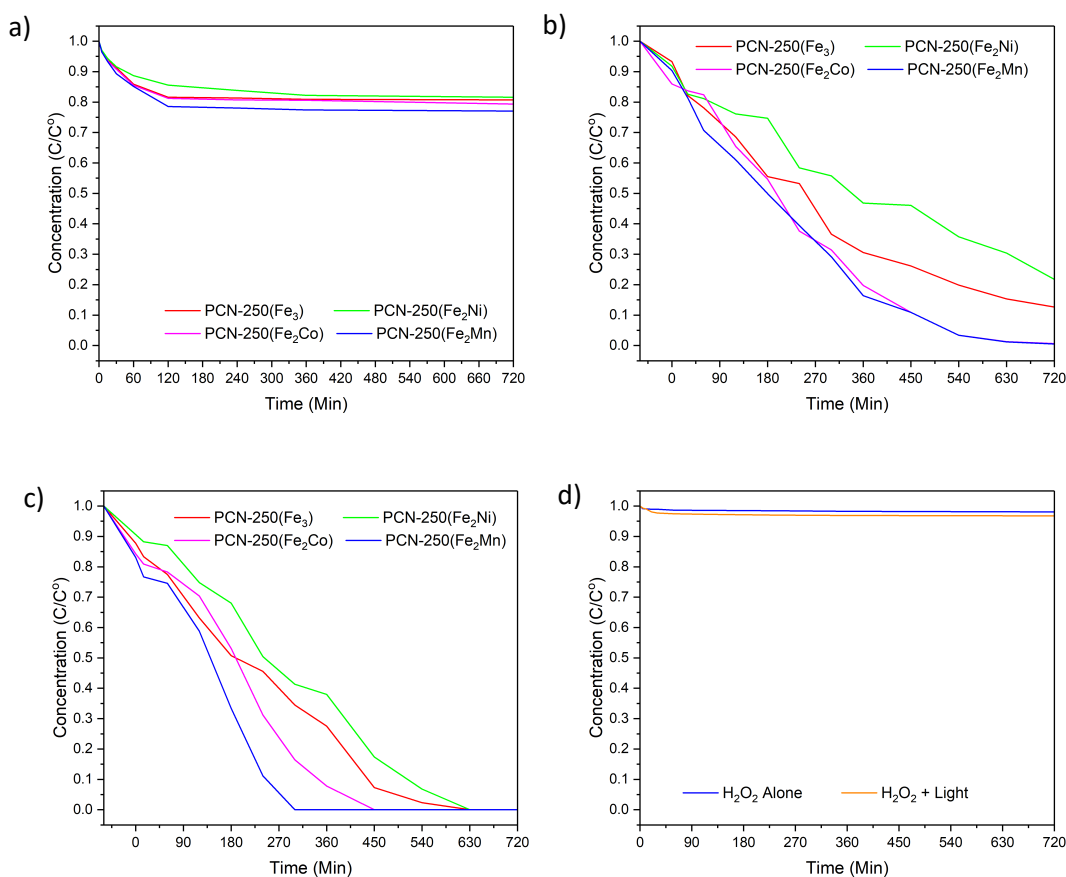 a)
Concentration (C/C°)
1.0
0.9
0.8
0.7
0.6
0.5
0.4
0.3
0.2
0.1
0.0
PCN-250(Fe₃) PCN-250(Fe₂Ni)
PCN-250(Fe₂Co) PCN-250(Fe₂Mn)
0 60 120 180 240 300 360 420 480 540 600 660 720
Time (Min)
b)
Concentration (C/C°)
1.0
0.9
0.8
0.7
0.6
0.5
0.4
0.3
0.2
0.1
0.0
PCN-250(Fe₃) PCN-250(Fe₂Ni)
PCN-250(Fe₂Co) PCN-250(Fe₂Mn)
0 90 180 270 360 450 540 630 720
Time (Min)
c)
Concentration (C/C°)
1.0
0.9
0.8
0.7
0.6
0.5
0.4
0.3
0.2
0.1
0.0
PCN-250(Fe₃) PCN-250(Fe₂Ni)
PCN-250(Fe₂Co) PCN-250(Fe₂Mn)
0 90 180 270 360 450 540 630 720
Time (Min)
d)
Concentration (C/C°)
1.0
0.9
0.8
0.7
0.6
0.5
0.4
0.3
0.2
0.1
0.0
H₂O₂ Alone H₂O₂ + Light
0 90 180 270 360 450 540 630 720
Time (Min)